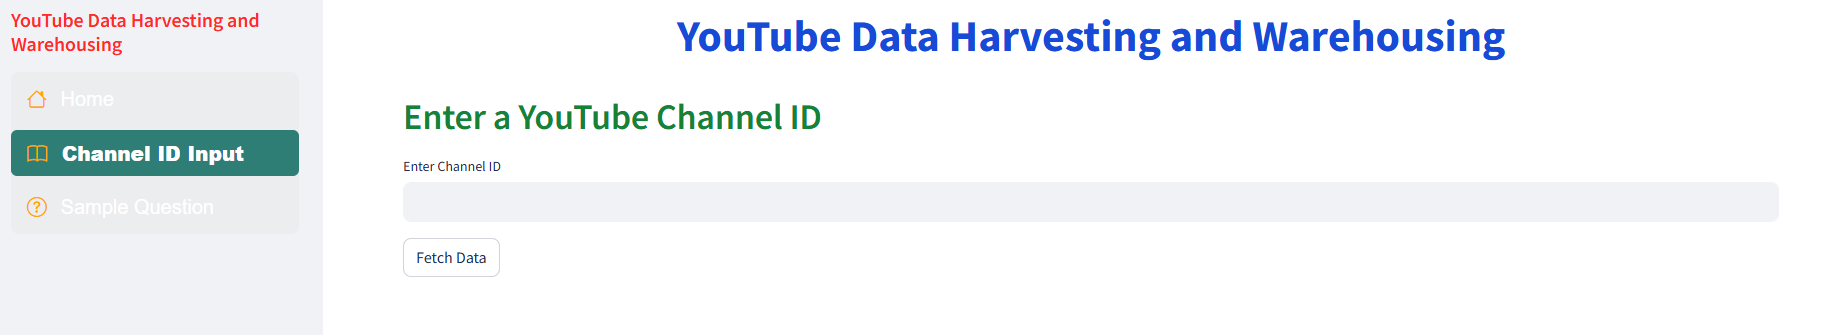 YouTube Data Harvesting and
Warehousing
Home
Channel ID Input
Sample Question
YouTube Data Harvesting and Warehousing
Enter a YouTube Channel ID
Enter Channel ID
Fetch Data